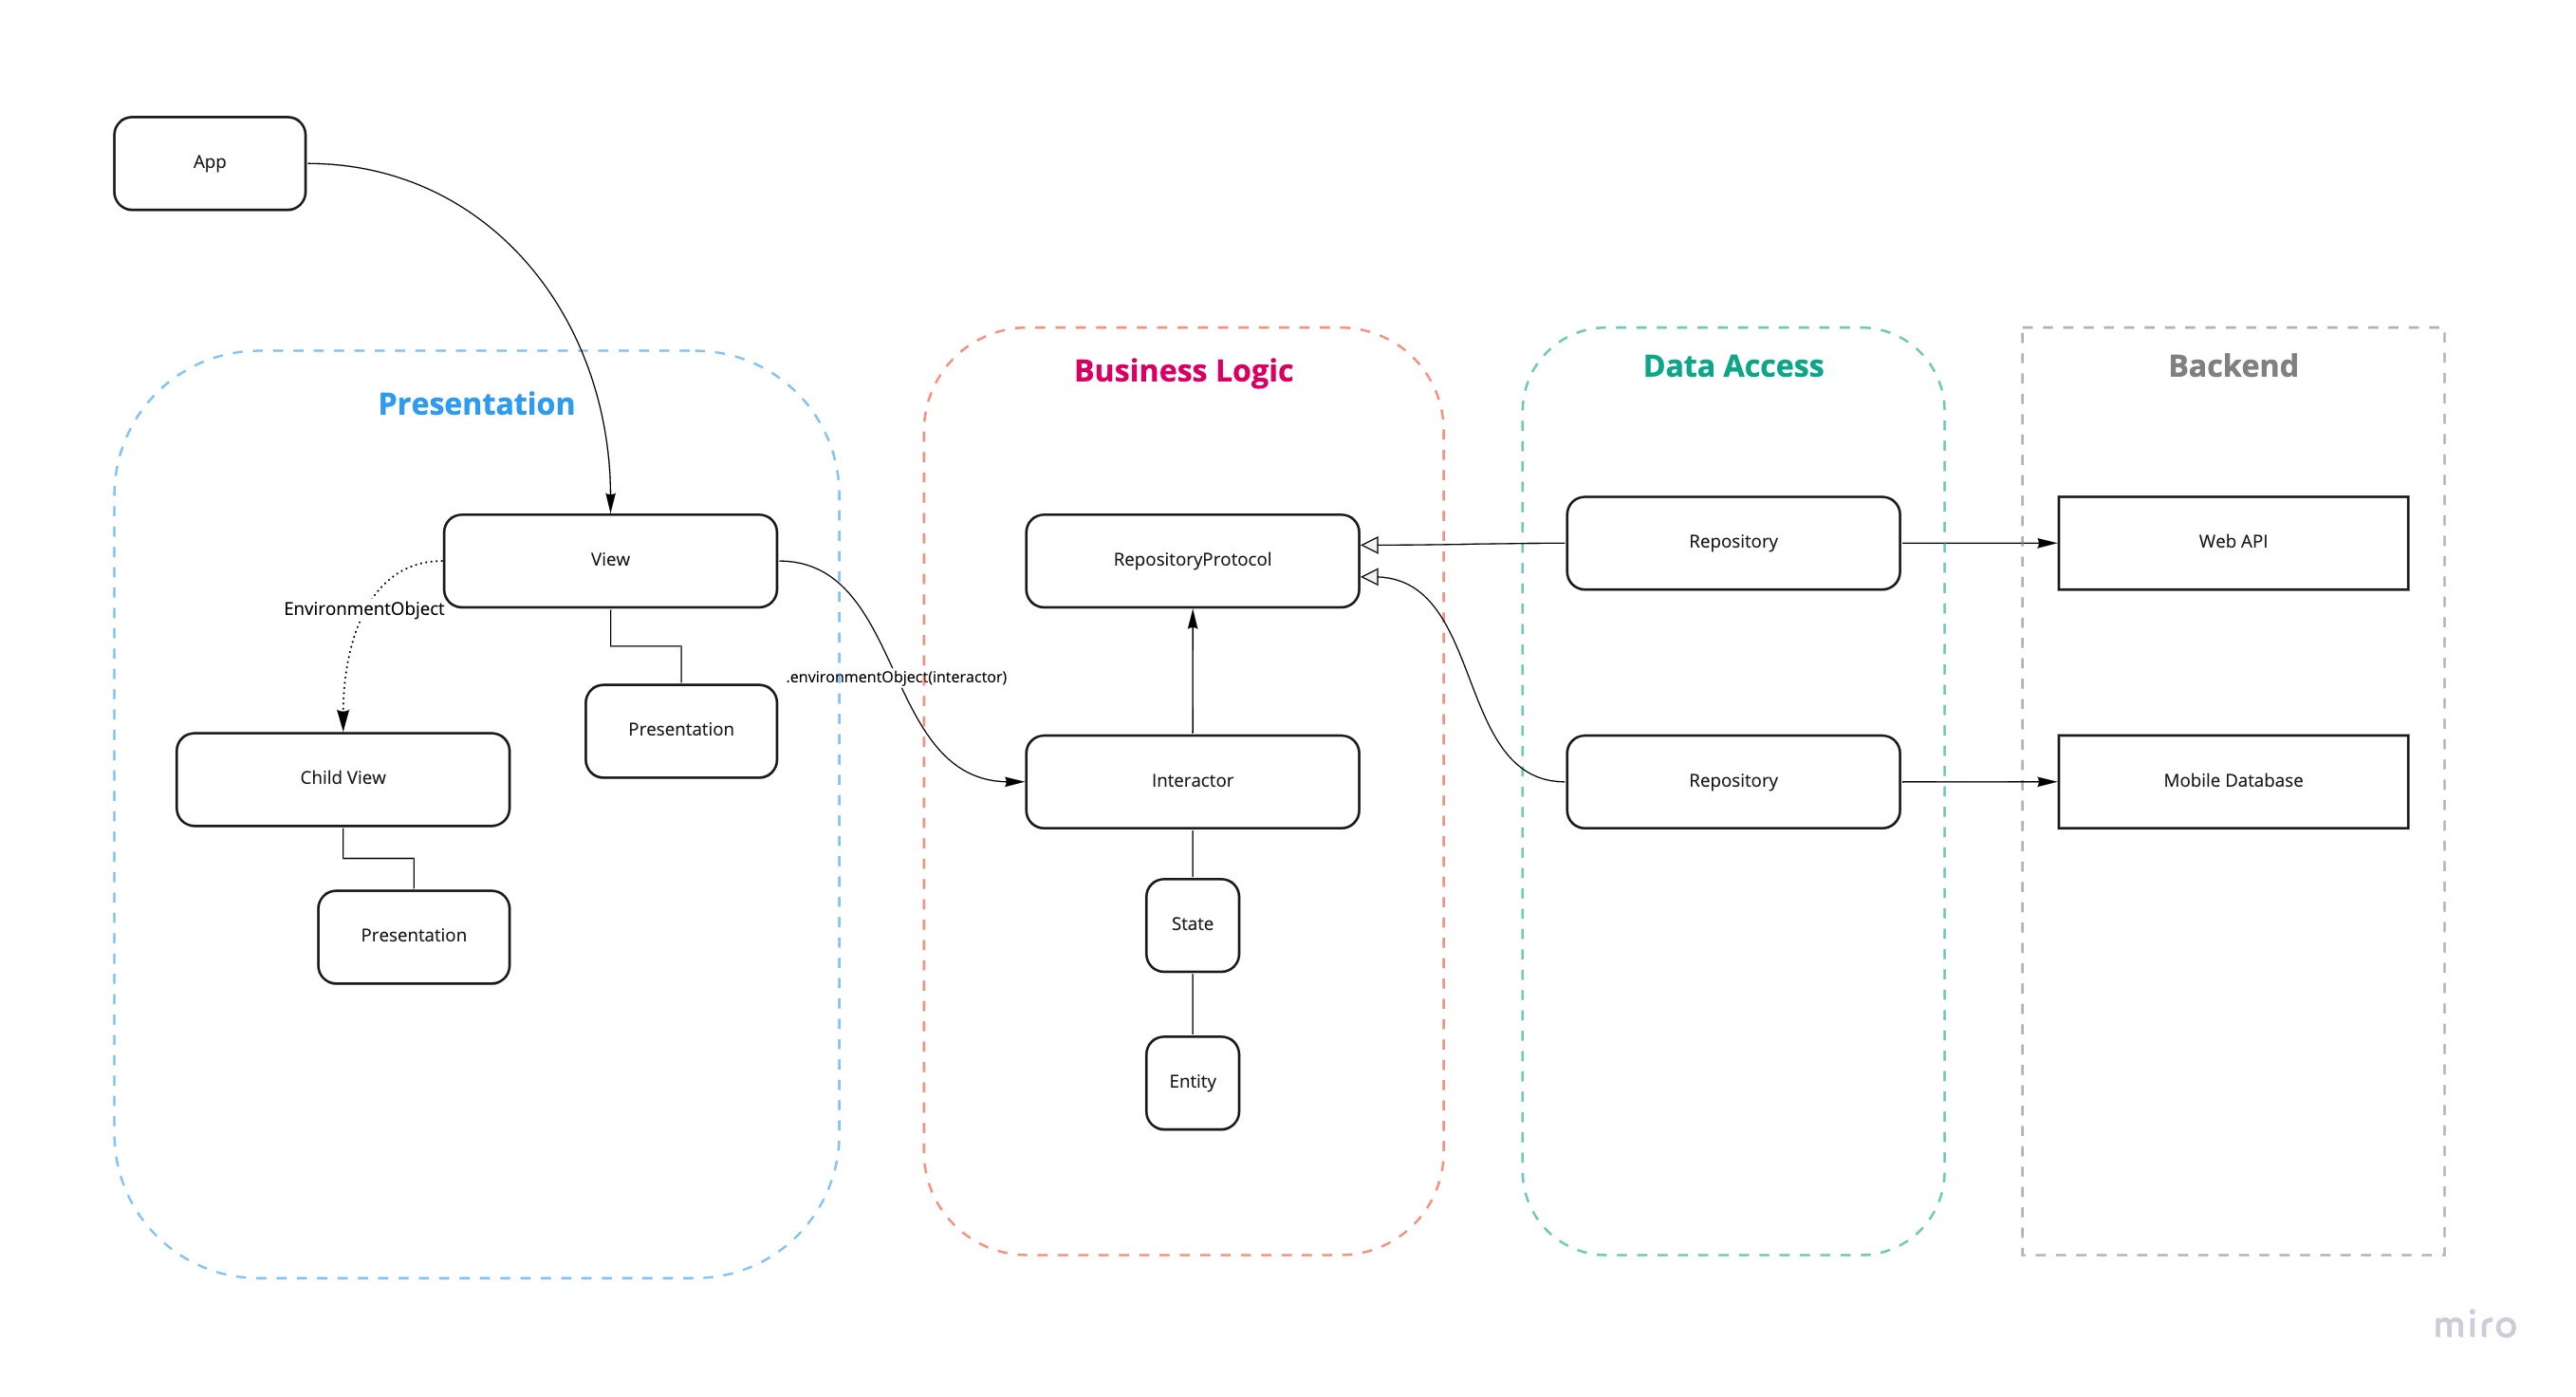 App
Presentation
View
EnvironmentObject
Presentation
Child View
Presentation
.environmentObject(interactor)
Business Logic
RepositoryProtocol
Interactor
State
Entity
Data Access
Repository
Repository
Backend
Web API
Mobile Database
miro